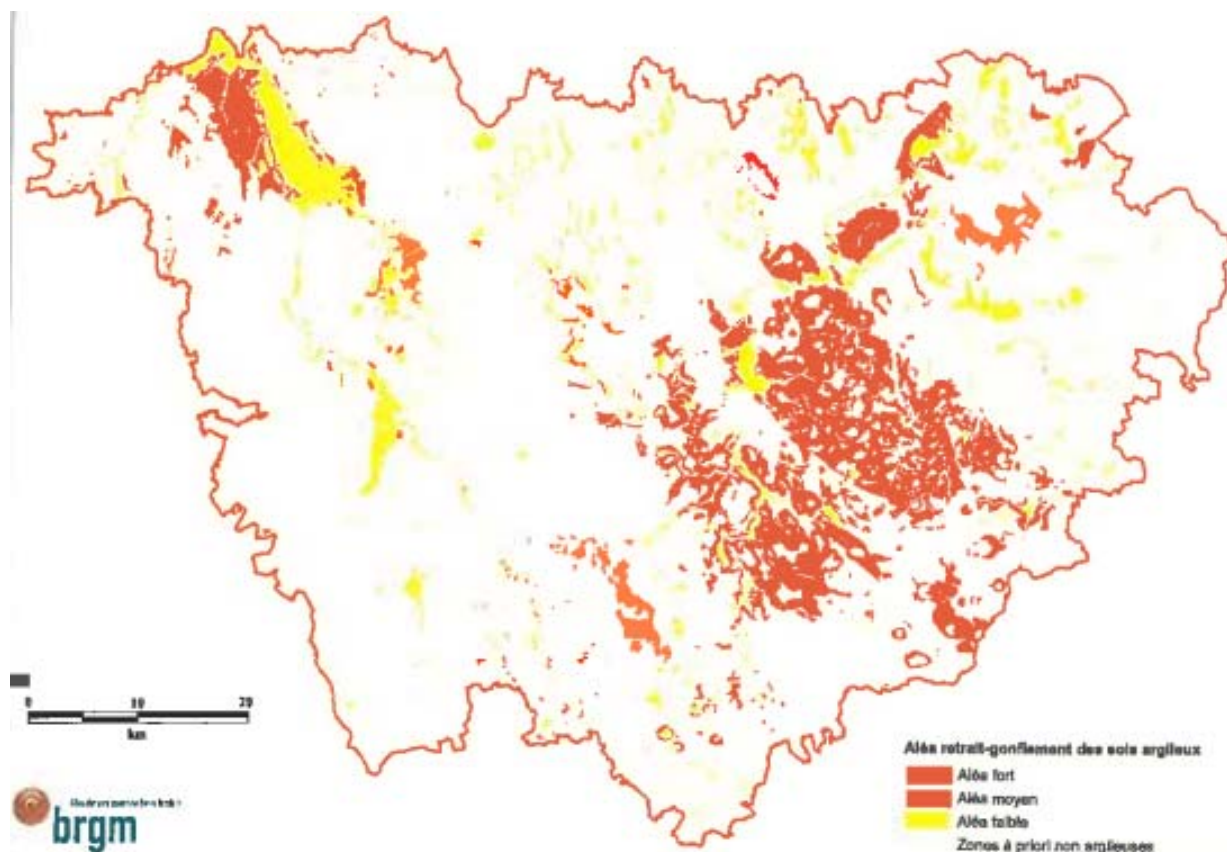 0 10 20
km
Aléa retrait-gonflement des sols argileux
Aléa fort
Aléa moyen
Aléa faible
Zones à priori non argileuses
brgm